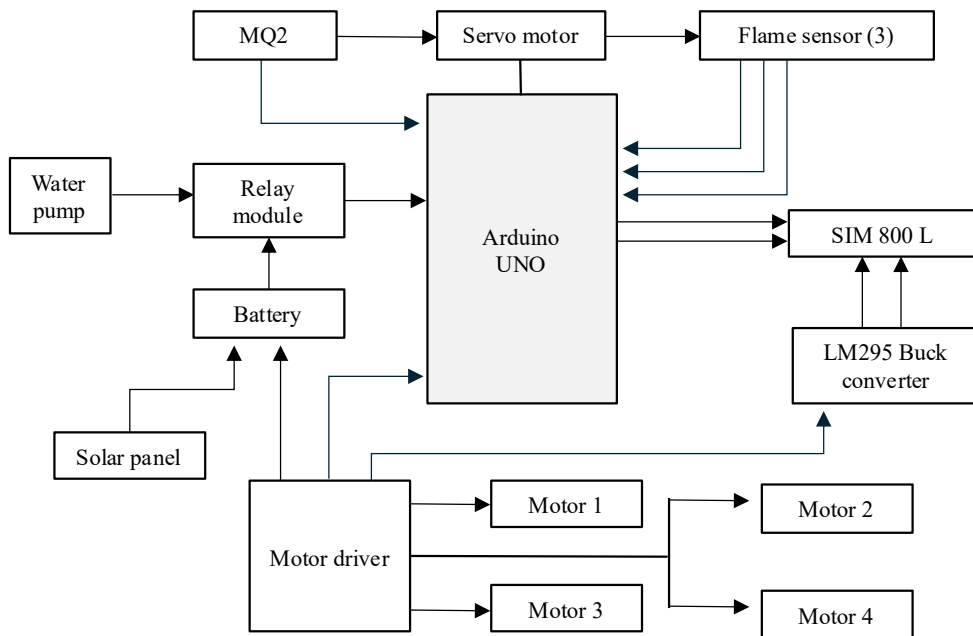 MQ2
Servo motor
Flame sensor (3)
Water
pump
Relay
module
Arduino
UNO
SIM 800 L
Battery
LM295 Buck
converter
Solar panel
Motor driver
Motor 1
Motor 2
Motor 3
Motor 4